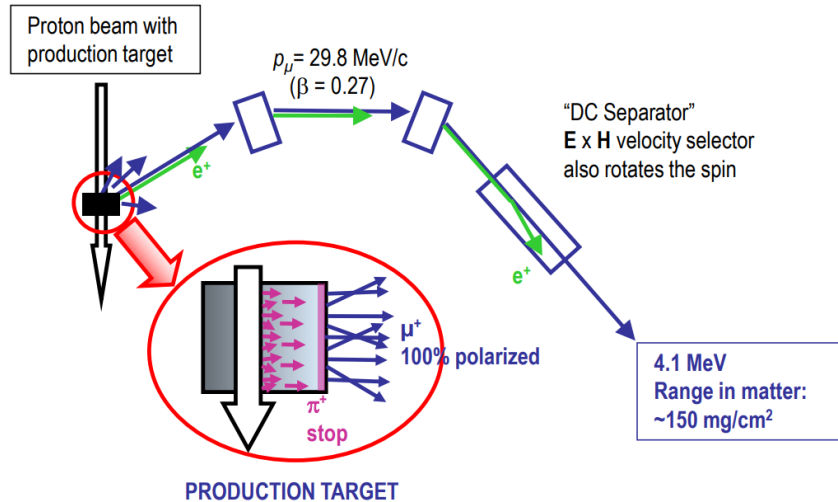 Proton beam with
production target
pμ= 29.8 MeV/c
(β = 0.27)
“DC Separator”
E x H velocity selector
also rotates the spin
e+
e+
μ+
100% polarized
π+
stop
4.1 MeV
Range in matter:
~150 mg/cm2
PRODUCTION TARGET